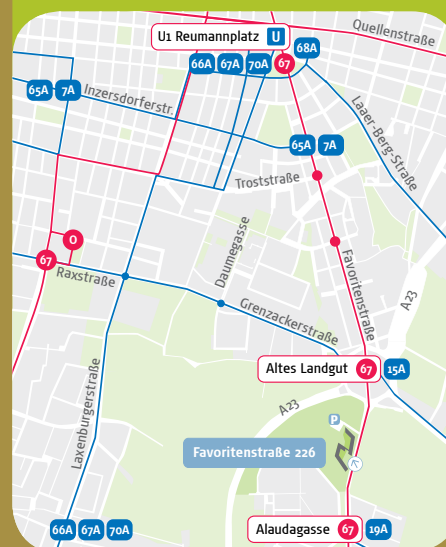 Quellenstraße
U1 Reumannplatz U
68A
66A 67A 70A 67
65A 7A
Inzersdorferstr.
Laaer-Berg-Straße
65A 7A
Troststraße
Daumegasse
O
67
Favoritenstraße
Raxstraße
A23
Grenzackerstraße
Altes Landgut 67 15A
Laxenburgerstraße
A23
P
Favoritenstraße 226
66A 67A 70A
Alaudagasse 67 19A